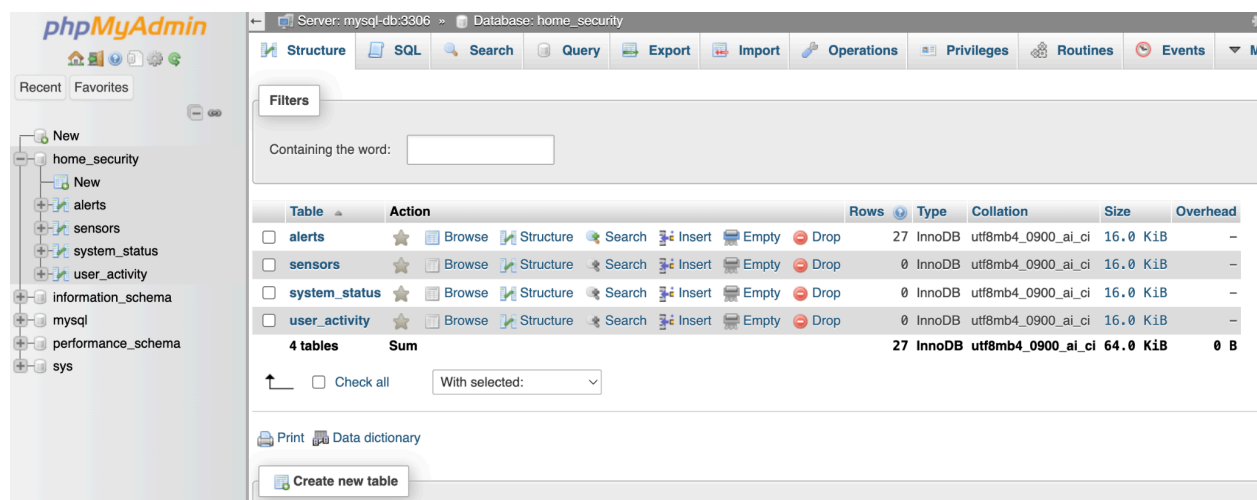 phpMyAdmin
Recent Favorites
New
home_security
New
alerts
sensors
system_status
user_activity
information_schema
mysql
performance_schema
sys
Server: mysql-db:3306 » Database: home_security
Structure SQL Search Query Export Import Operations Privileges Routines Events M
Filters
Containing the word:
Table Action Rows Type Collation Size Overhead
alerts Browse Structure Search Insert Empty Drop 27 InnoDB utf8mb4_0900_ai_ci 16.0 KiB –
sensors Browse Structure Search Insert Empty Drop 0 InnoDB utf8mb4_0900_ai_ci 16.0 KiB –
system_status Browse Structure Search Insert Empty Drop 0 InnoDB utf8mb4_0900_ai_ci 16.0 KiB –
user_activity Browse Structure Search Insert Empty Drop 0 InnoDB utf8mb4_0900_ai_ci 16.0 KiB –
4 tables Sum 27 InnoDB utf8mb4_0900_ai_ci 64.0 KiB 0 B
Check all With selected:
Print Data dictionary
Create new table